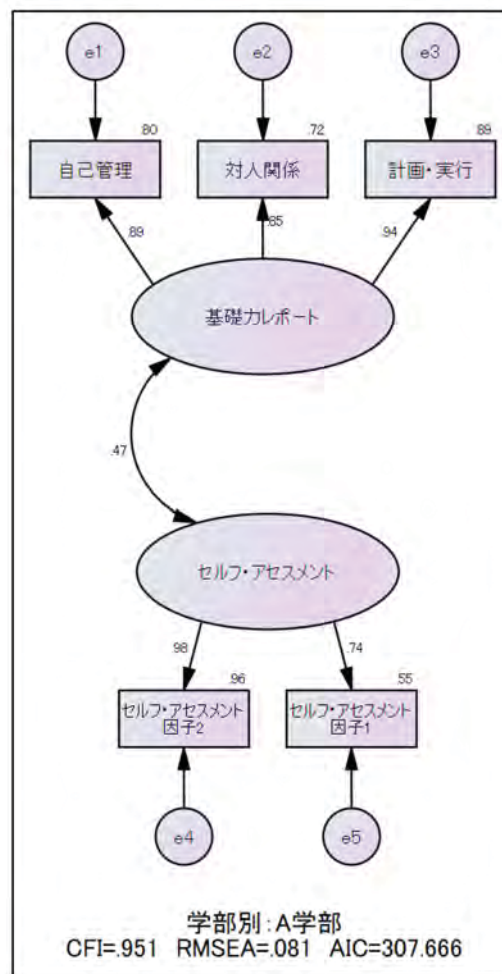 e1 e2 e3
.80 .72 .89
自己管理 対人関係 計画・実行
.89 .85 .94
基礎力レポート
.47
セルフ・アセスメント
.98 .74
.96 .55
セルフ・アセスメント
因子2
セルフ・アセスメント
因子1
e4 e5
学部別:A学部
CFI=.951 RMSEA=.081 AIC=307.666